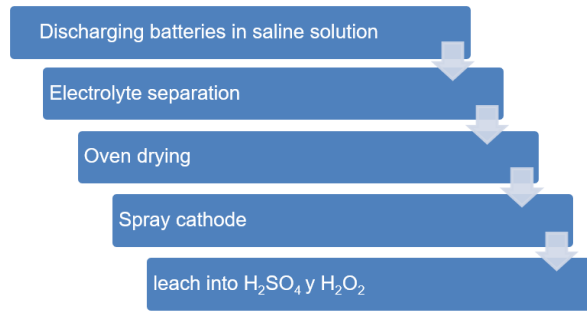 Discharging batteries in saline solution
Electrolyte separation
Oven drying
Spray cathode
leach into H₂SO₄ y H₂O₂